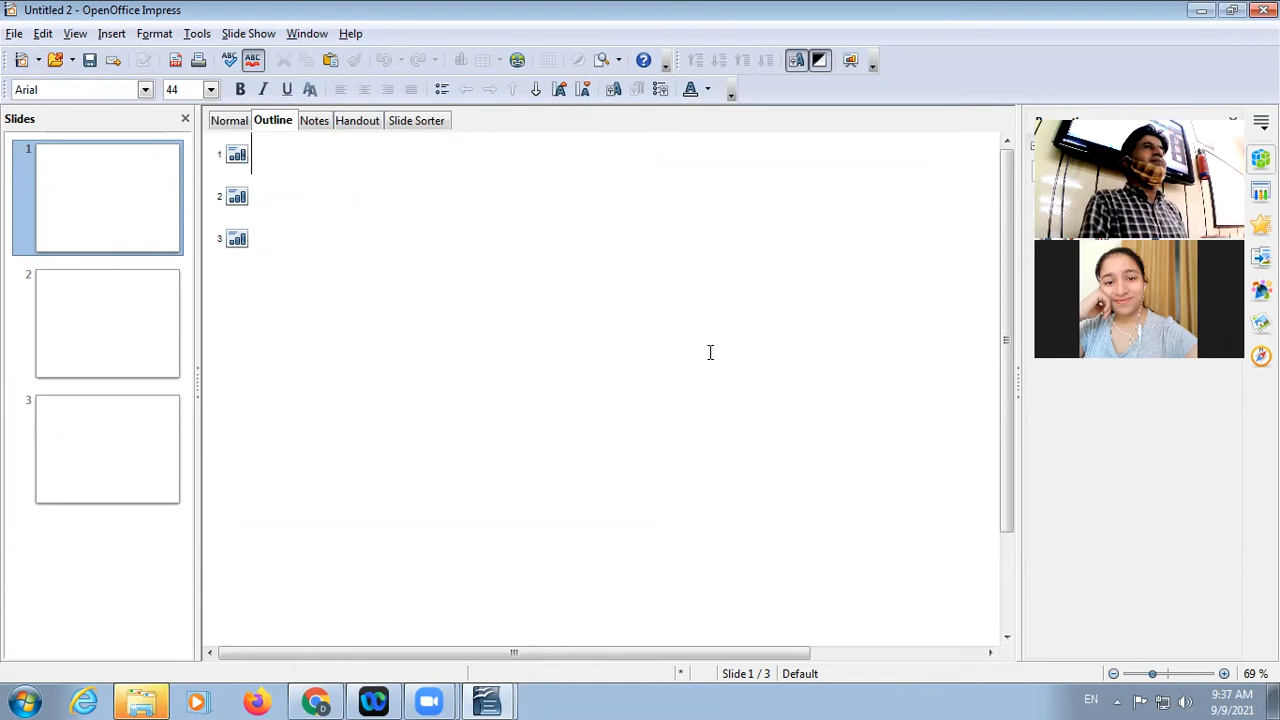 Untitled 2 - OpenOffice Impress
File Edit View Insert Format Tools Slide Show Window Help
ABC ABC
Arial 44 B I U A A
Slides
Normal Outline Notes Handout Slide Sorter
1
1
2
3
2
3
Slide 1 / 3 Default 69 %
EN 9:37 AM
9/9/2021